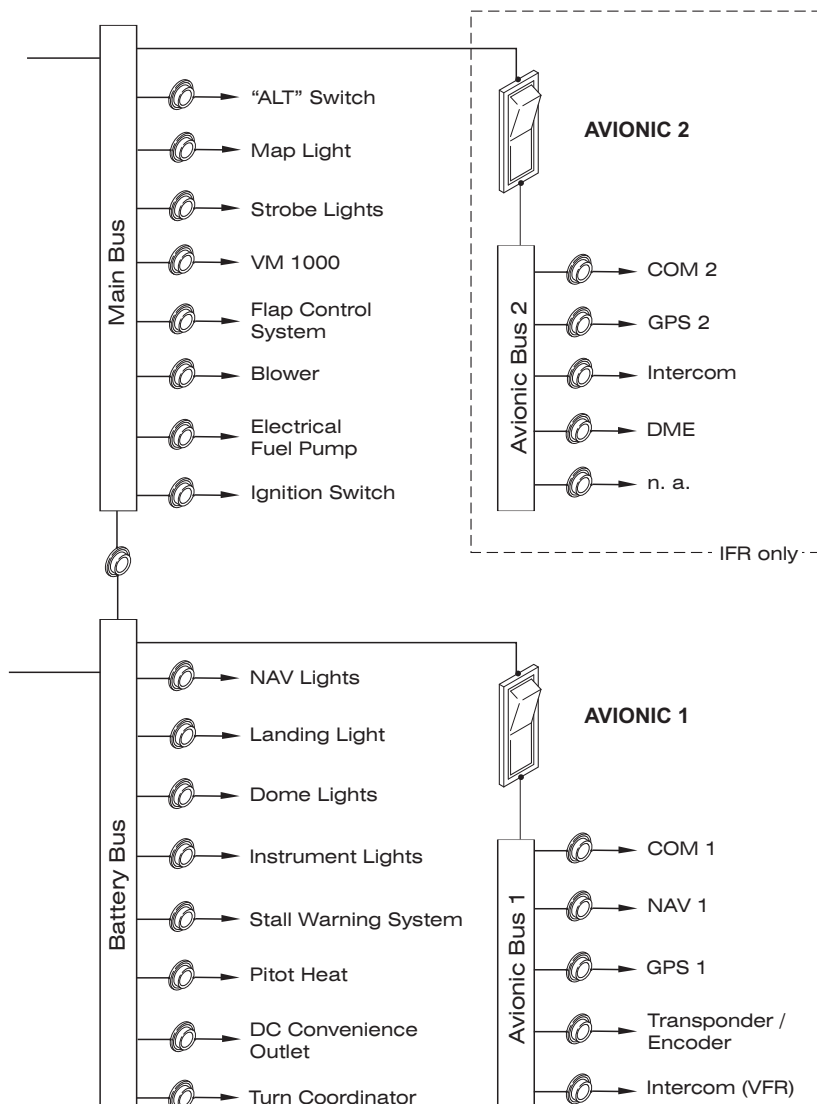 Main Bus
“ALT” Switch
Map Light
Strobe Lights
VM 1000
Flap Control
System
Blower
Electrical
Fuel Pump
Ignition Switch
AVIONIC 2
Avionic Bus 2
COM 2
GPS 2
Intercom
DME
n. a.
IFR only
Battery Bus
NAV Lights
Landing Light
Dome Lights
Instrument Lights
Stall Warning System
Pitot Heat
DC Convenience
Outlet
Turn Coordinator
AVIONIC 1
Avionic Bus 1
COM 1
NAV 1
GPS 1
Transponder /
Encoder
Intercom (VFR)